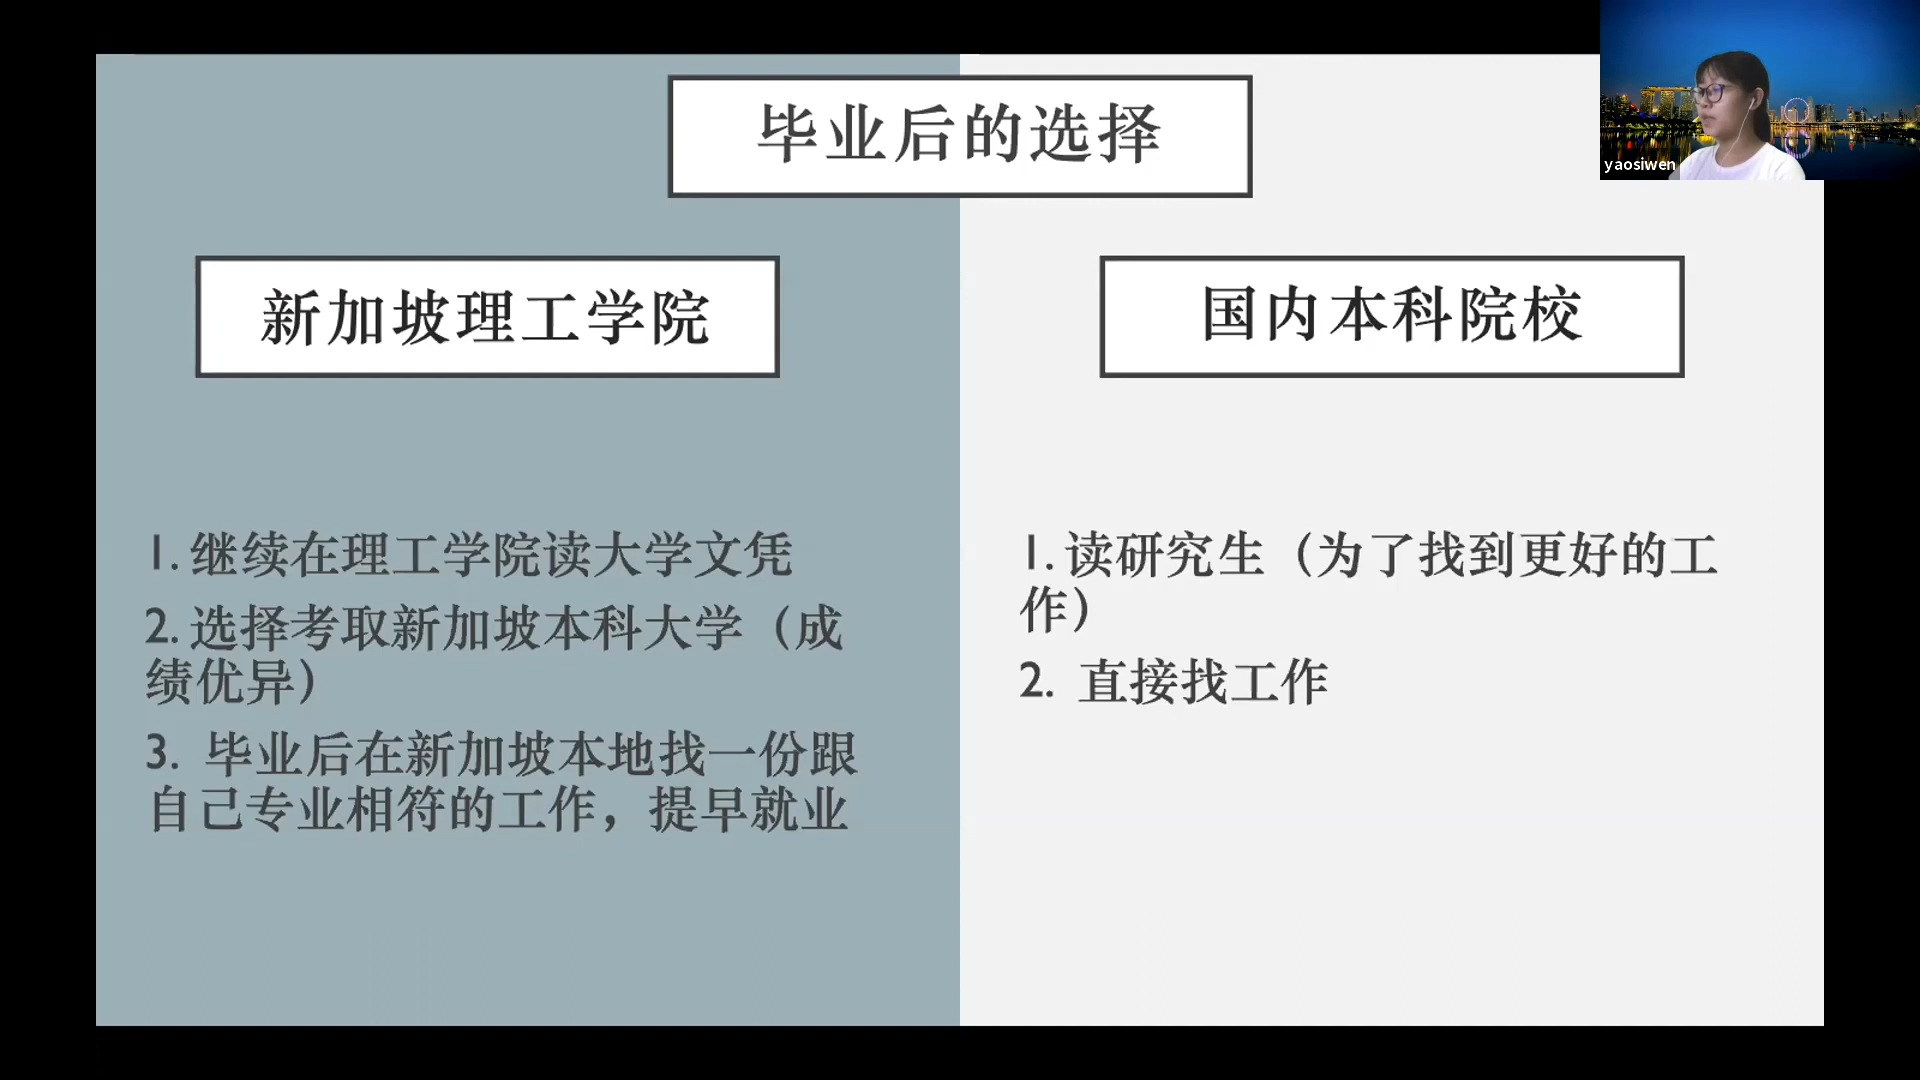 毕业后的选择
yaosiwen
新加坡理工学院
1. 继续在理工学院读大学文凭
2. 选择考取新加坡本科大学（成
绩优异）
3. 毕业后在新加坡本地找一份跟
自己专业相符的工作，提早就业
国内本科院校
1. 读研究生（为了找到更好的工
作）
2. 直接找工作